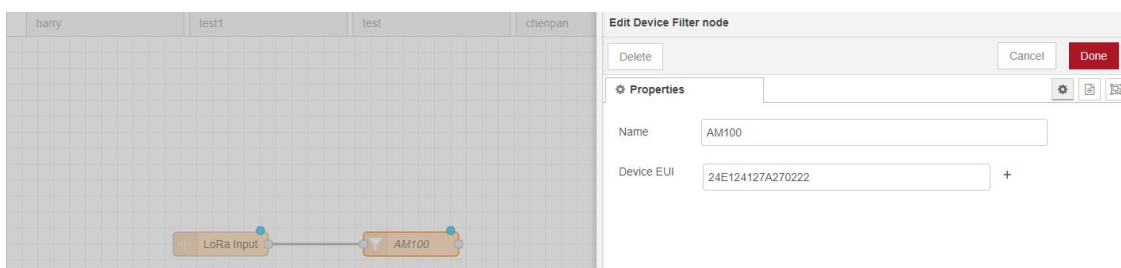 harry test1 test chenpan
Edit Device Filter node
Delete Cancel Done
Properties
Name AM100
Device EUI 24E124127A270222 +
LoRa Input AM100